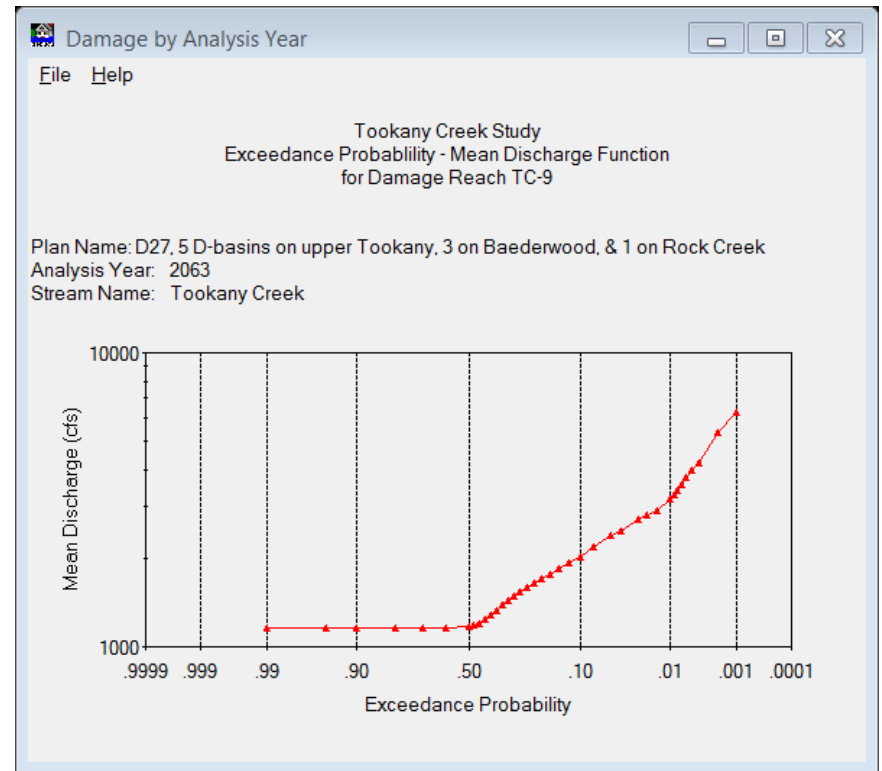 Damage by Analysis Year
File Help
Tookany Creek Study
Exceedance Probablility - Mean Discharge Function
for Damage Reach TC-9
Plan Name: D27, 5 D-basins on upper Tookany, 3 on Baederwood, & 1 on Rock Creek
Analysis Year: 2063
Stream Name: Tookany Creek
10000
Mean Discharge (cfs)
1000
.9999 .999 .99 .90 .50 .10 .01 .001 .0001
Exceedance Probability